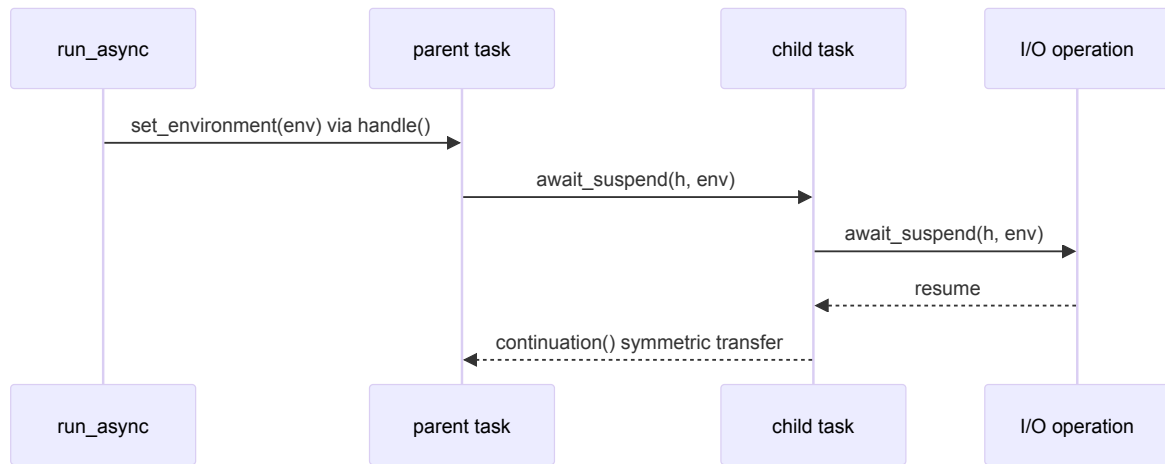 run_async
parent task
child task
I/O operation
set_environment(env) via handle()
await_suspend(h, env)
await_suspend(h, env)
resume
continuation() symmetric transfer
run_async
parent task
child task
I/O operation